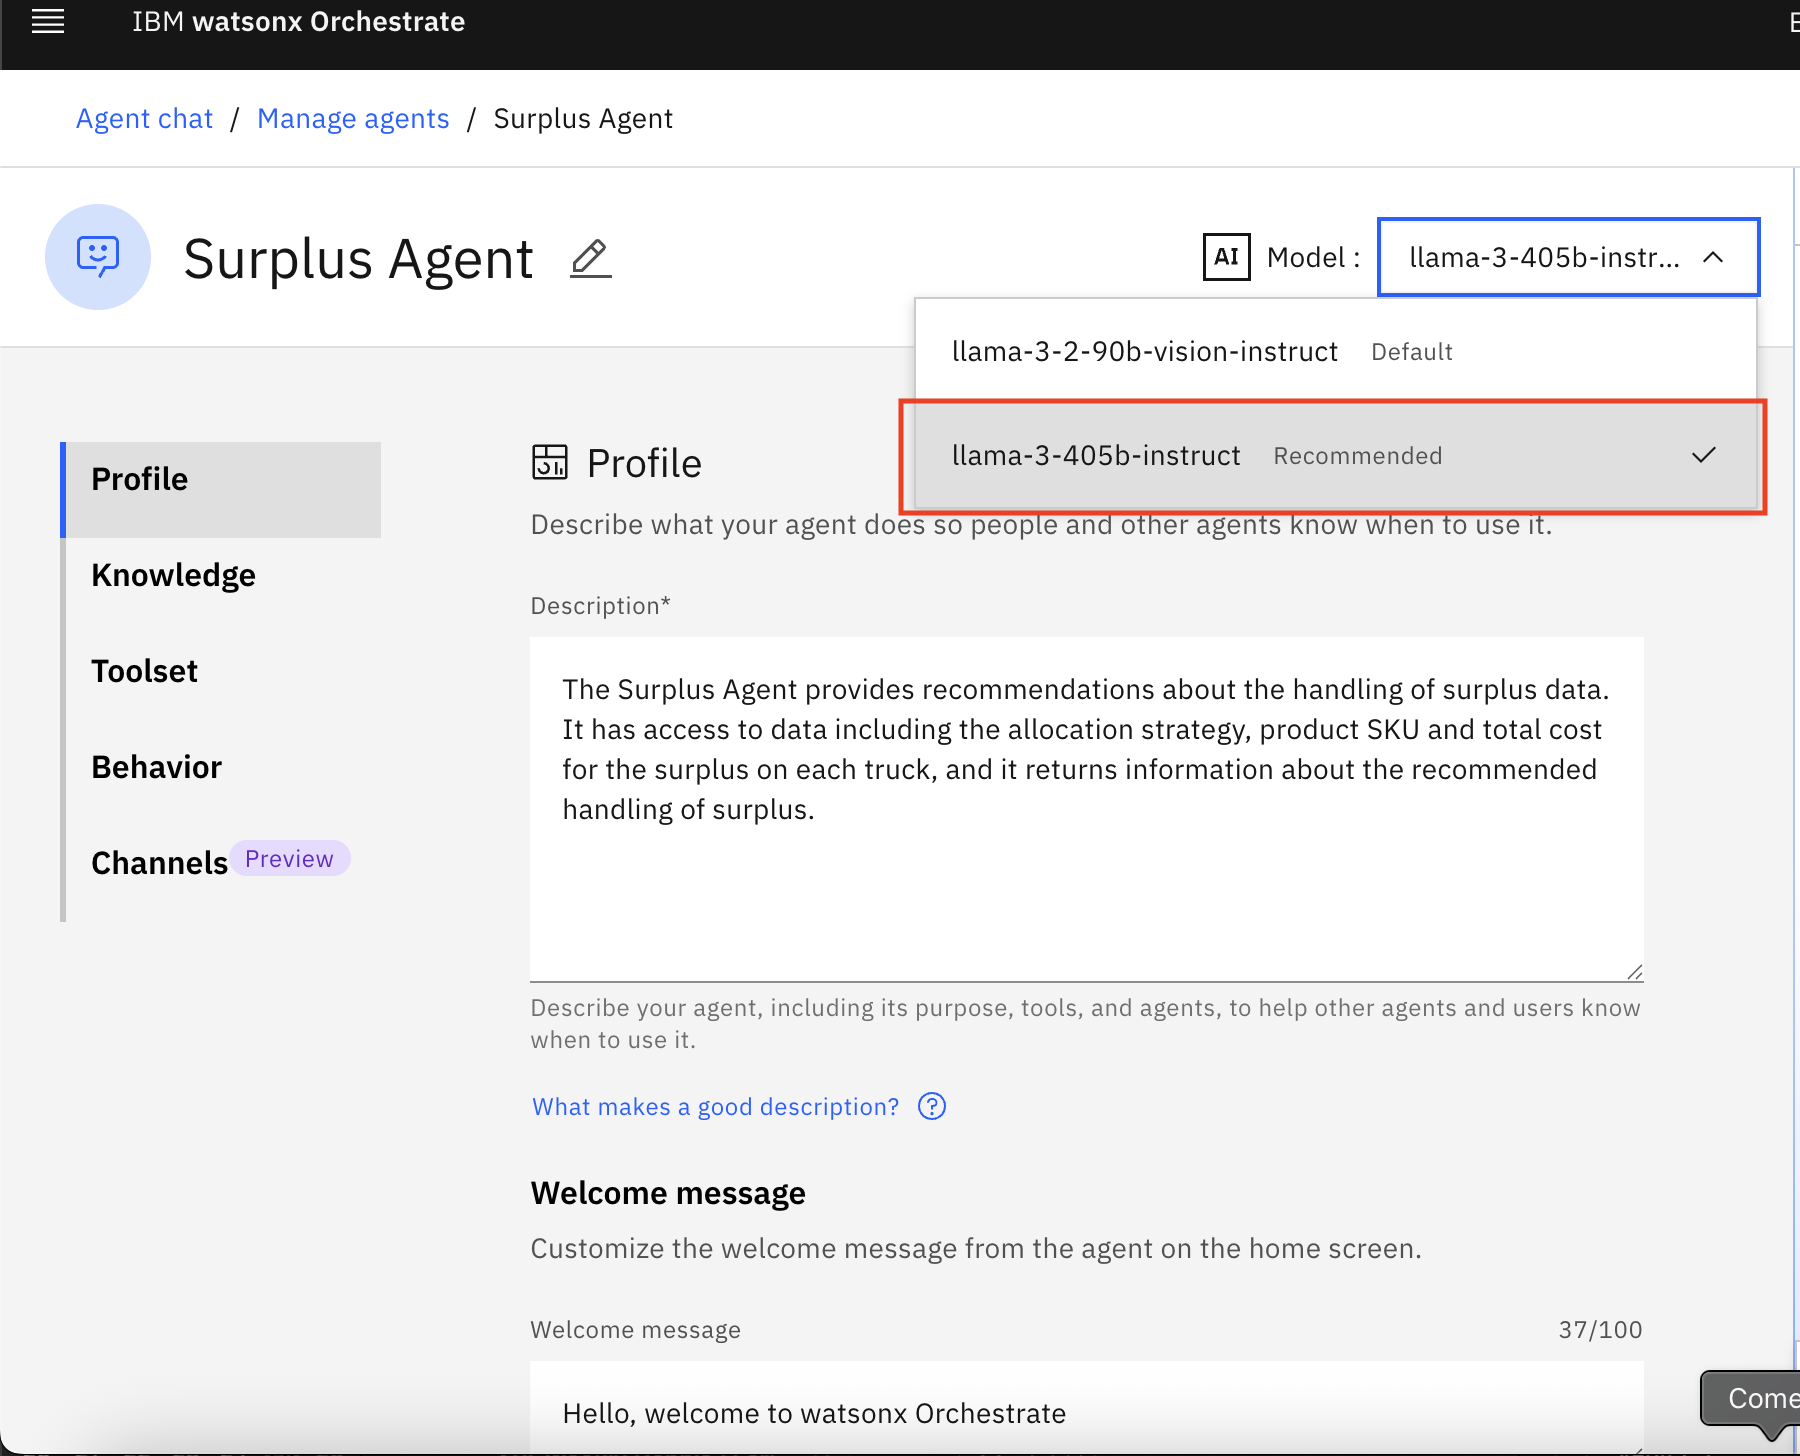 IBM watsonx Orchestrate
Agent chat / Manage agents / Surplus Agent
Surplus Agent
AI Model : llama-3-405b-instr...
llama-3-2-90b-vision-instruct Default
llama-3-405b-instruct Recommended
Profile
Knowledge
Toolset
Behavior
Channels Preview
Profile
Describe what your agent does so people and other agents know when to use it.
Description*
The Surplus Agent provides recommendations about the handling of surplus data.
It has access to data including the allocation strategy, product SKU and total cost
for the surplus on each truck, and it returns information about the recommended
handling of surplus.
Describe your agent, including its purpose, tools, and agents, to help other agents and users know
when to use it.
What makes a good description?
Welcome message
Customize the welcome message from the agent on the home screen.
Welcome message 37/100
Hello, welcome to watsonx Orchestrate
Come